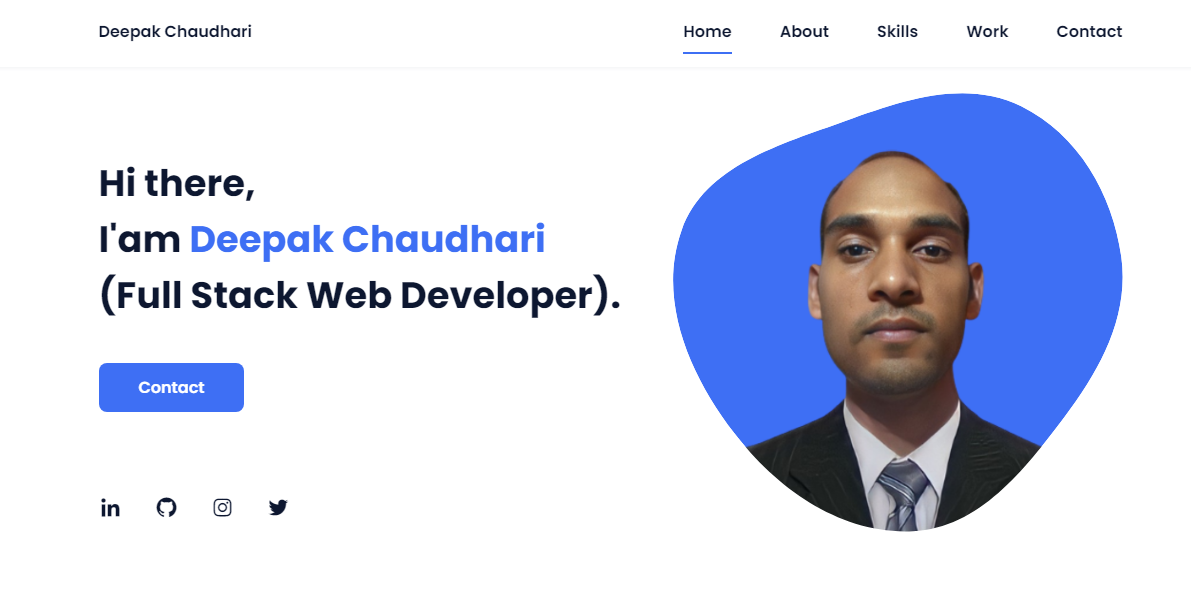 Deepak Chaudhari
Home About Skills Work Contact
Hi there,
I'am Deepak Chaudhari
(Full Stack Web Developer).
Contact
in